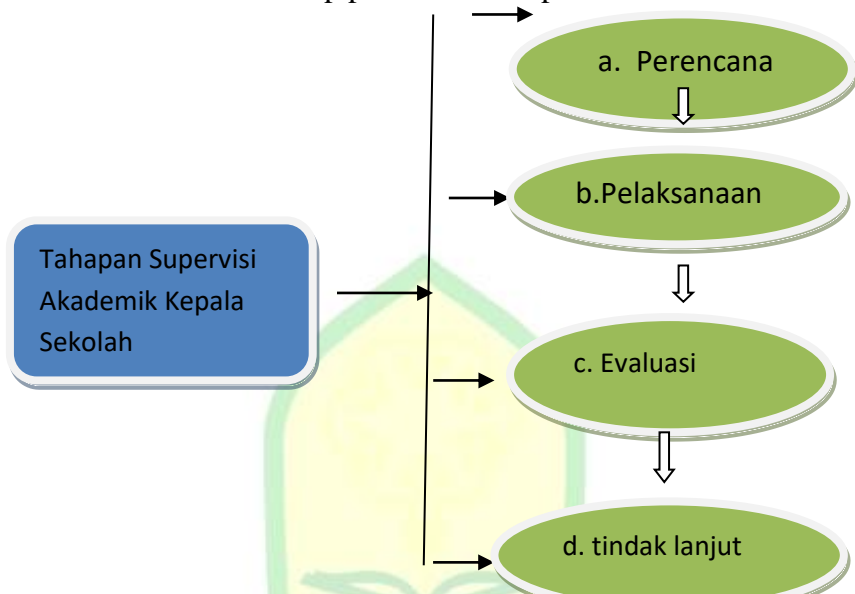 a. Perencana
b.Pelaksanaan
Tahapan Supervisi
Akademik Kepala
Sekolah
c. Evaluasi
d. tindak lanjut